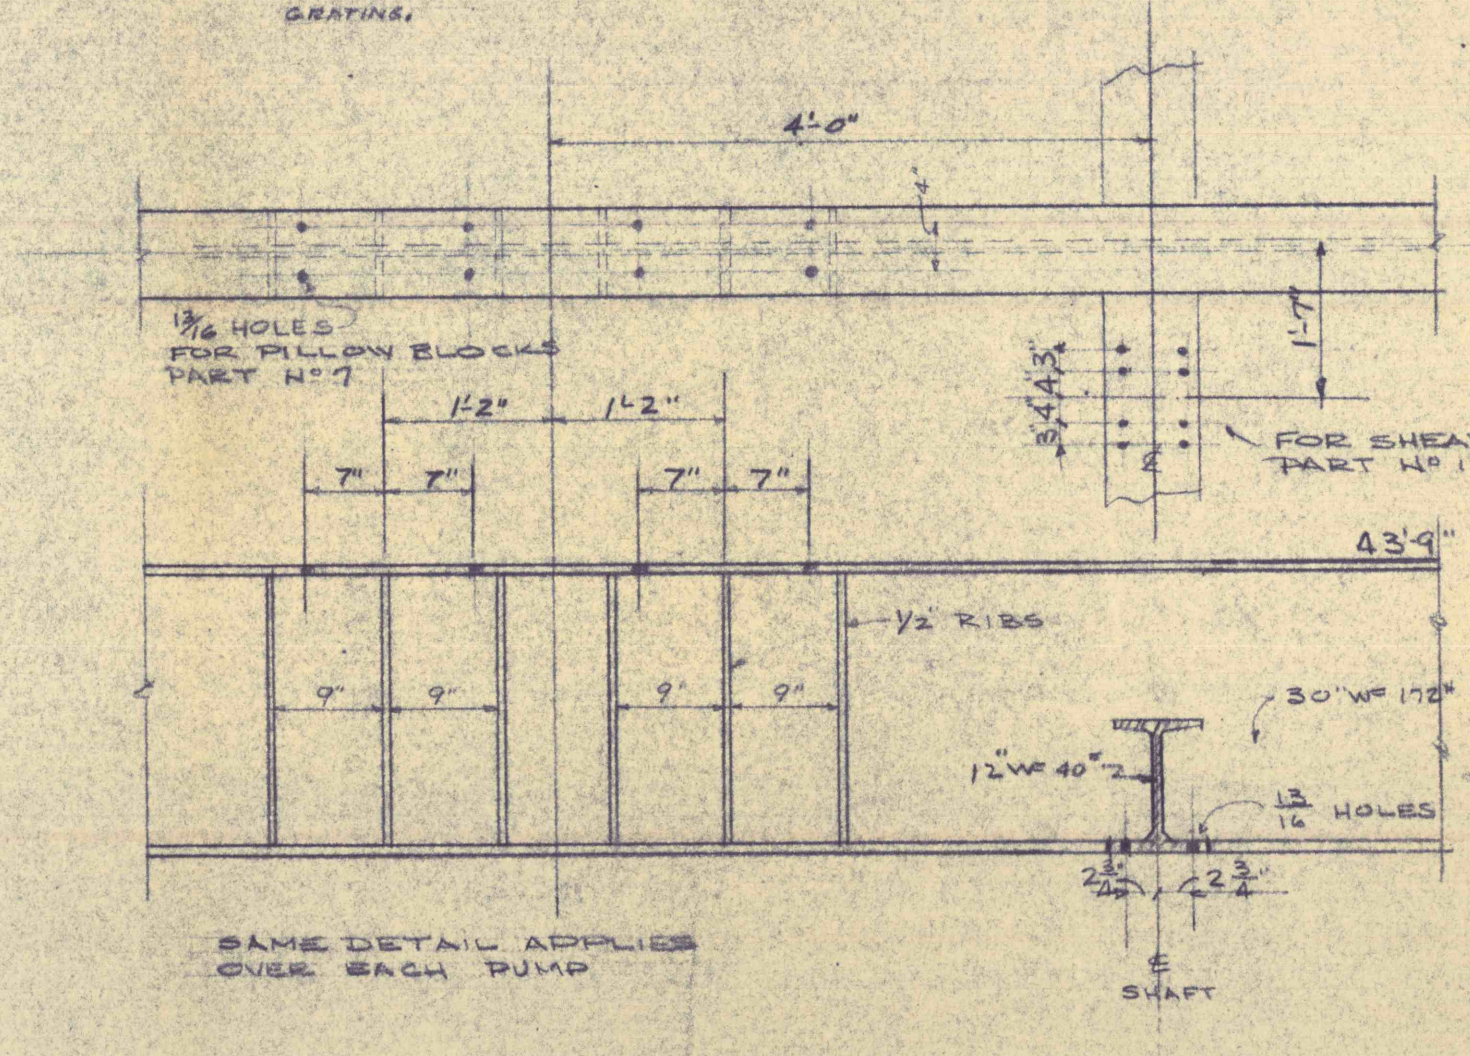 GRATING.
4'-0"
4"
13/16 HOLES
FOR PILLOW BLOCKS
PART Nº 7
1'-7"
3" 4" 4" 3"
FOR SHEA
PART Nº 1
1'-2" 1'-2"
7" 7" 7" 7"
43'-9"
1/2" RIBS
9" 9" 9" 9"
30" WF 172#
12" WF 40#
13/16 HOLES
2 3/4" 2 3/4"
SAME DETAIL APPLIES
OVER EACH PUMP
℄
SHAFT
℄